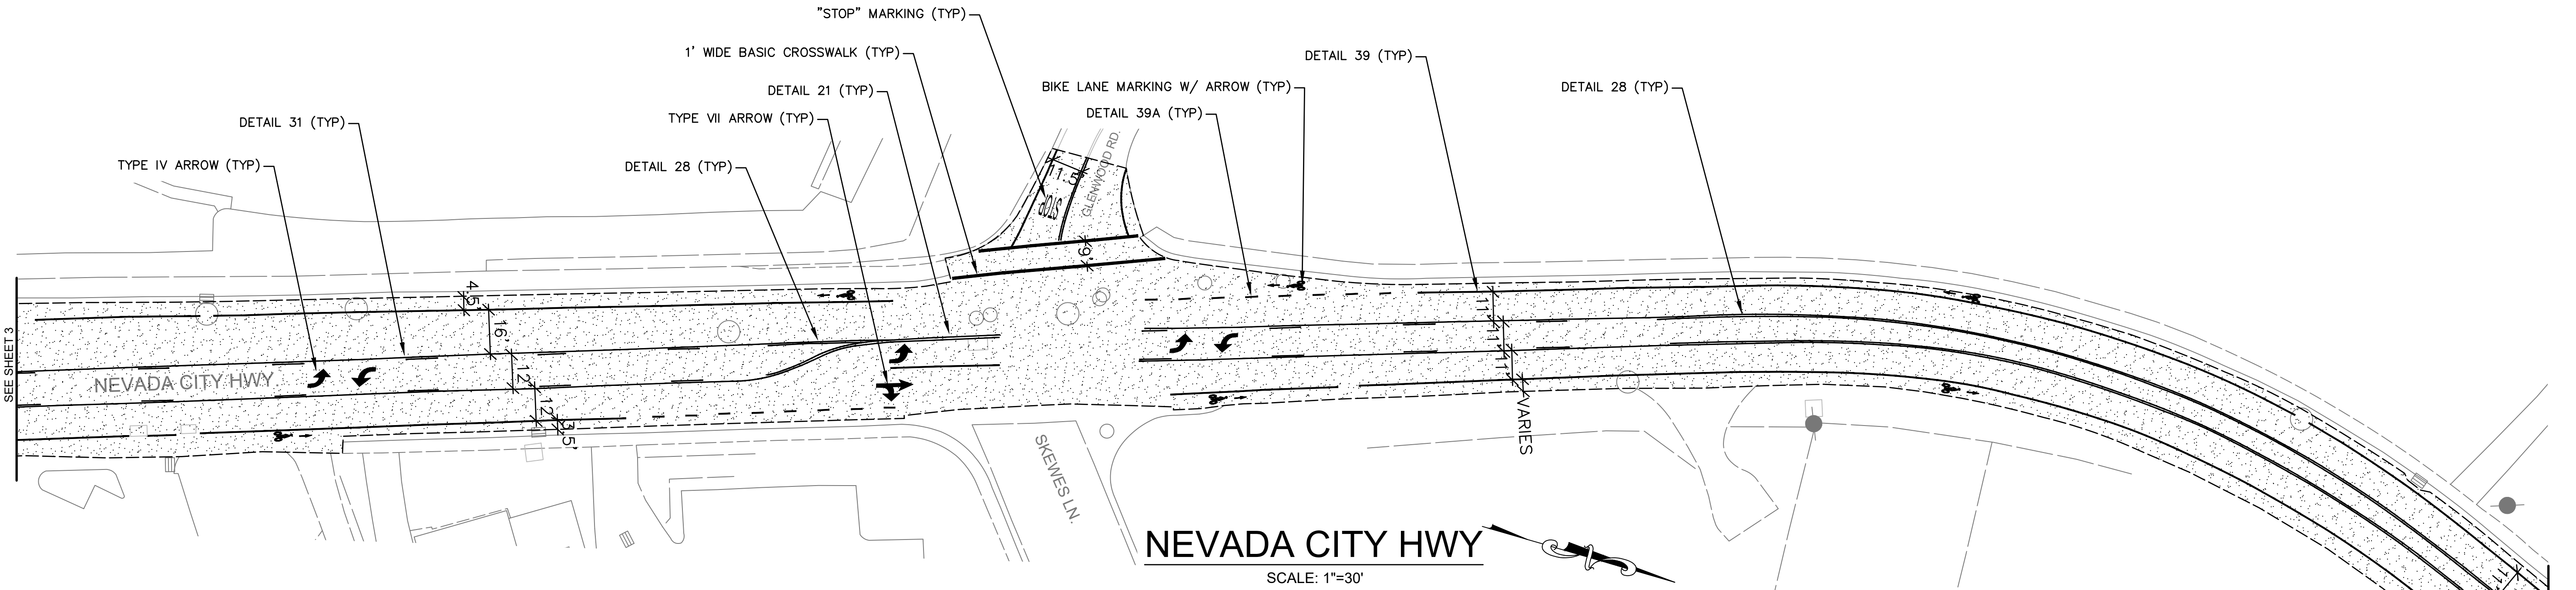 "STOP" MARKING (TYP)
1' WIDE BASIC CROSSWALK (TYP)
DETAIL 39 (TYP)
DETAIL 21 (TYP)
BIKE LANE MARKING W/ ARROW (TYP)
DETAIL 28 (TYP)
DETAIL 31 (TYP)
TYPE VII ARROW (TYP)
DETAIL 39A (TYP)
TYPE IV ARROW (TYP)
DETAIL 28 (TYP)
GLENWOOD RD.
STOP
9'
4.5'
16'
12'
12'
3.5'
11'
11'
11'
VARIES
SEE SHEET 3
NEVADA CITY HWY
SKEWES LN.
NEVADA CITY HWY
SCALE: 1"=30'